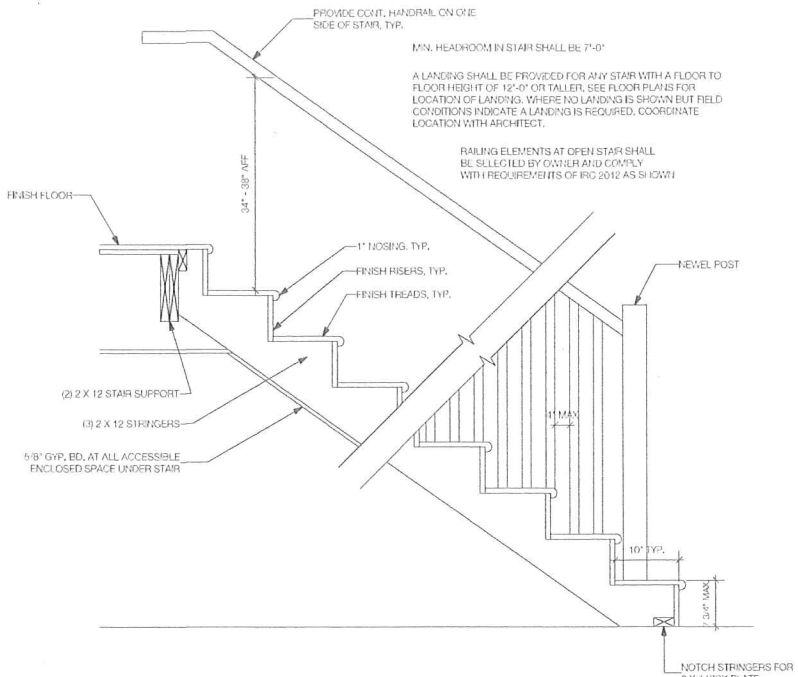 PROVIDE CONT. HANDRAIL ON ONE
SIDE OF STAIR, TYP.
MIN. HEADROOM IN STAIR SHALL BE 7'-0"
A LANDING SHALL BE PROVIDED FOR ANY STAIR WITH A FLOOR TO
FLOOR HEIGHT OF 12'-0" OR TALLER. SEE FLOOR PLANS FOR
LOCATION OF LANDING. WHERE NO LANDING IS SHOWN BUT FIELD
CONDITIONS INDICATE A LANDING IS REQUIRED, COORDINATE
LOCATION WITH ARCHITECT.
RAILING ELEMENTS AT OPEN STAIR SHALL
BE SELECTED BY OWNER AND COMPLY
WITH REQUIREMENTS OF IRC 2012 AS SHOWN
34" - 38" AFF
FINISH FLOOR
1" NOSING, TYP.
FINISH RISERS, TYP.
FINISH TREADS, TYP.
NEWEL POST
(2) 2 X 12 STAIR SUPPORT
(3) 2 X 12 STRINGERS
5/8" GYP. BD. AT ALL ACCESSIBLE
ENCLOSED SPACE UNDER STAIR
4" MAX.
10" TYP.
7 3/4" MAX.
NOTCH STRINGERS FOR